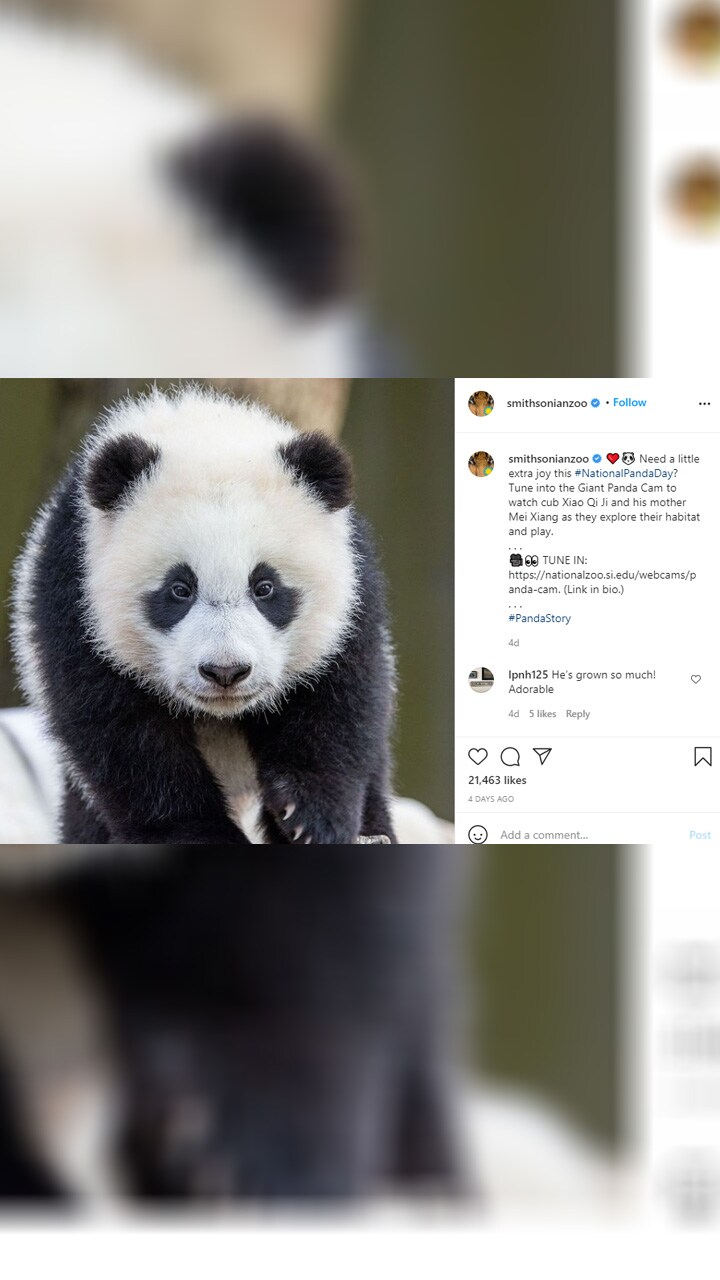 smithsonianzoo • Follow
smithsonianzoo ❤️🐼 Need a little
extra joy this #NationalPandaDay?
Tune into the Giant Panda Cam to
watch cub Xiao Qi Ji and his mother
Mei Xiang as they explore their habitat
and play.
. . .
👀 TUNE IN:
https://nationalzoo.si.edu/webcams/p
anda-cam. (Link in bio.)
. . .
#PandaStory
4d
lpnh125 He's grown so much!
Adorable
4d 5 likes Reply
21,463 likes
4 DAYS AGO
Add a comment... Post